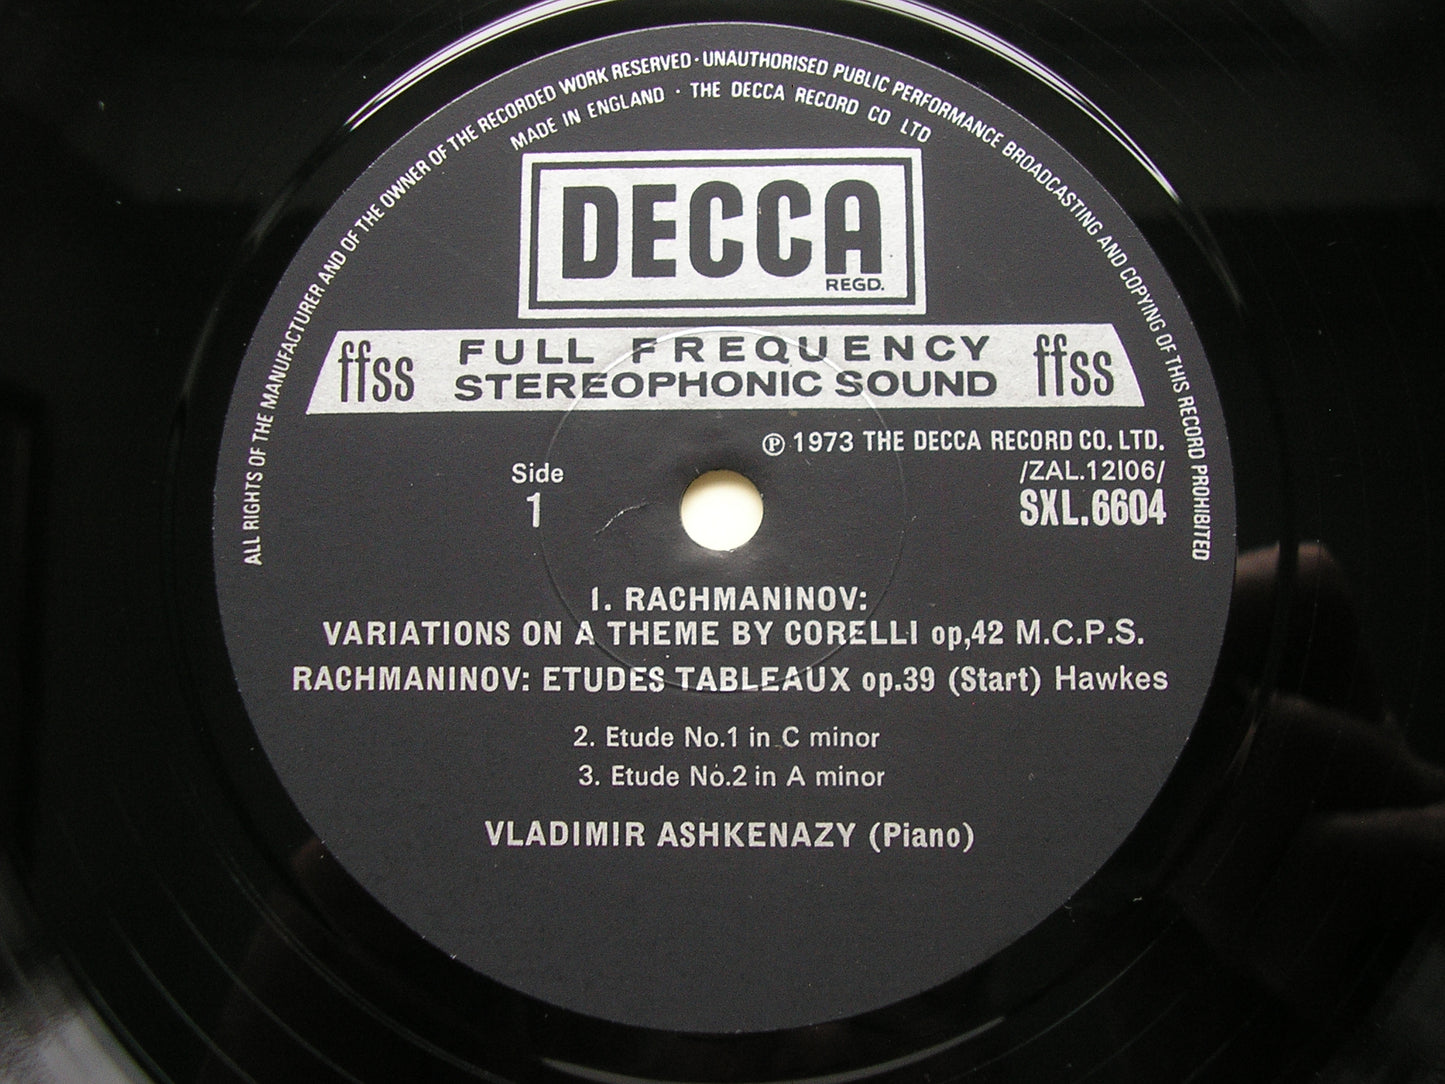 ALL RIGHTS OF THE MANUFACTURER AND OF THE OWNER OF THE RECORDED WORK RESERVED · UNAUTHORISED PUBLIC PERFORMANCE BROADCASTING AND COPYING OF THIS RECORD PROHIBITED
MADE IN ENGLAND · THE DECCA RECORD CO LTD
DECCA
REGD.
ffss FULL FREQUENCY STEREOPHONIC SOUND ffss
℗ 1973 THE DECCA RECORD CO. LTD.
Side
1
/ZAL.12106/
SXL.6604
1. RACHMANINOV:
VARIATIONS ON A THEME BY CORELLI op,42 M.C.P.S.
RACHMANINOV: ETUDES TABLEAUX op.39 (Start) Hawkes
2. Etude No.1 in C minor
3. Etude No.2 in A minor
VLADIMIR ASHKENAZY (Piano)